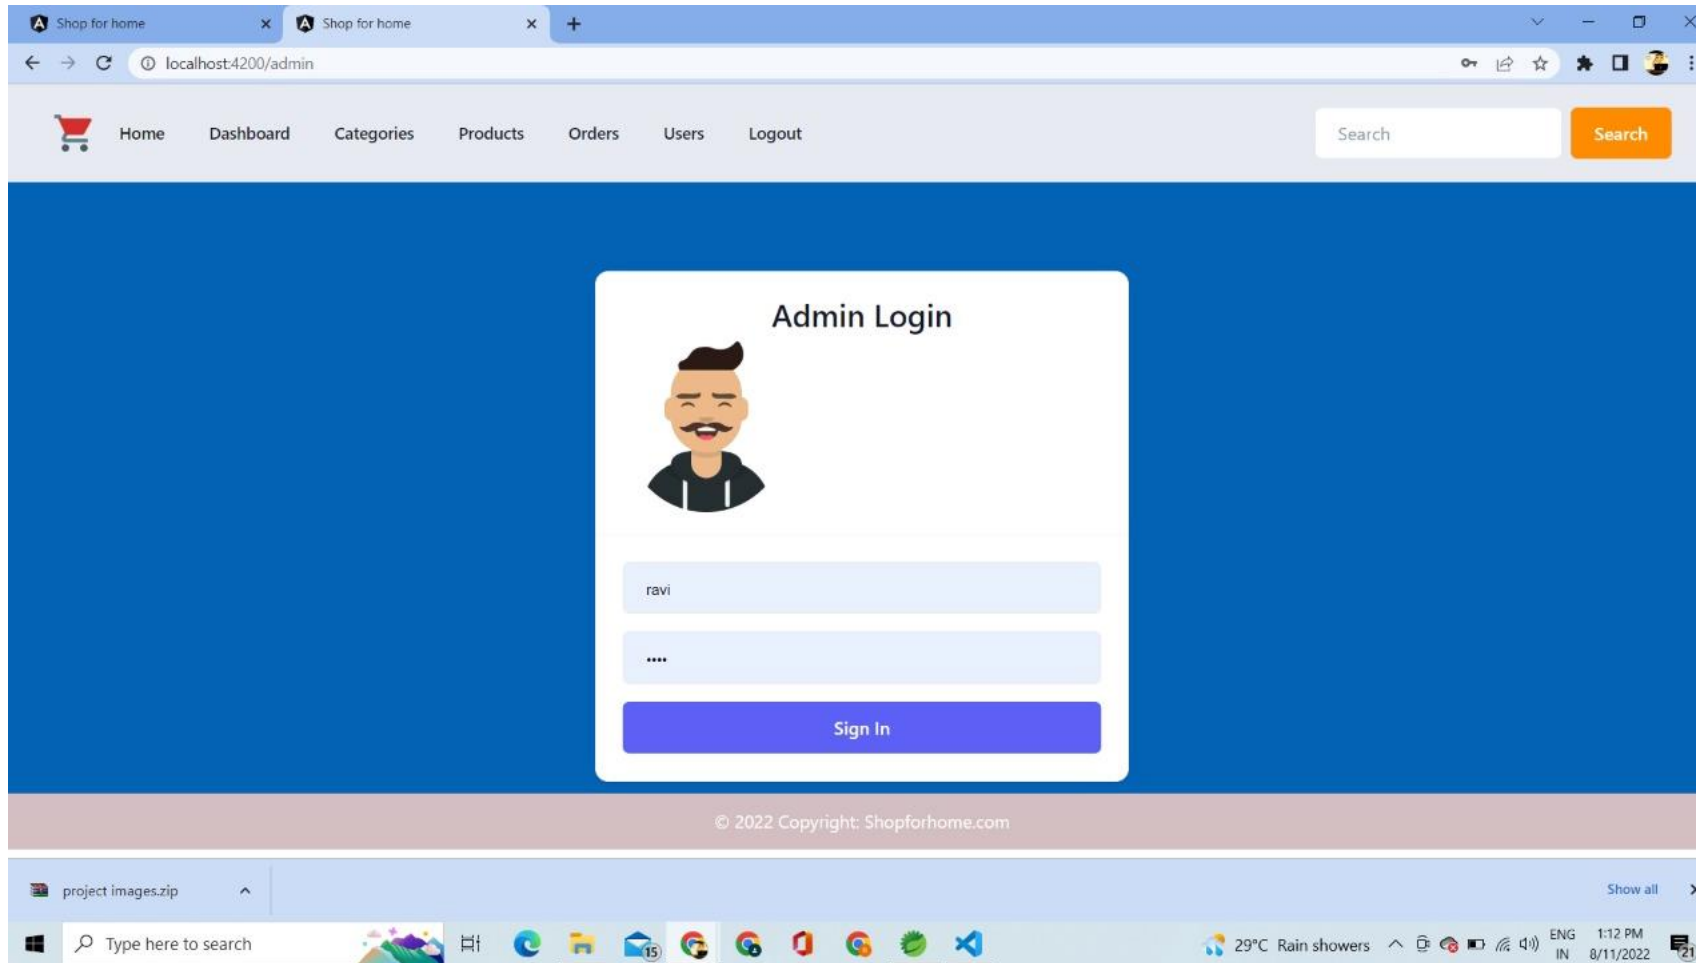 Shop for home
Shop for home
localhost:4200/admin
Home Dashboard Categories Products Orders Users Logout Search Search
Admin Login
ravi
••••
Sign In
© 2022 Copyright: Shopforhome.com
project images.zip Show all
Type here to search 15 29°C Rain showers ENG 1:12 PM
IN 8/11/2022 21